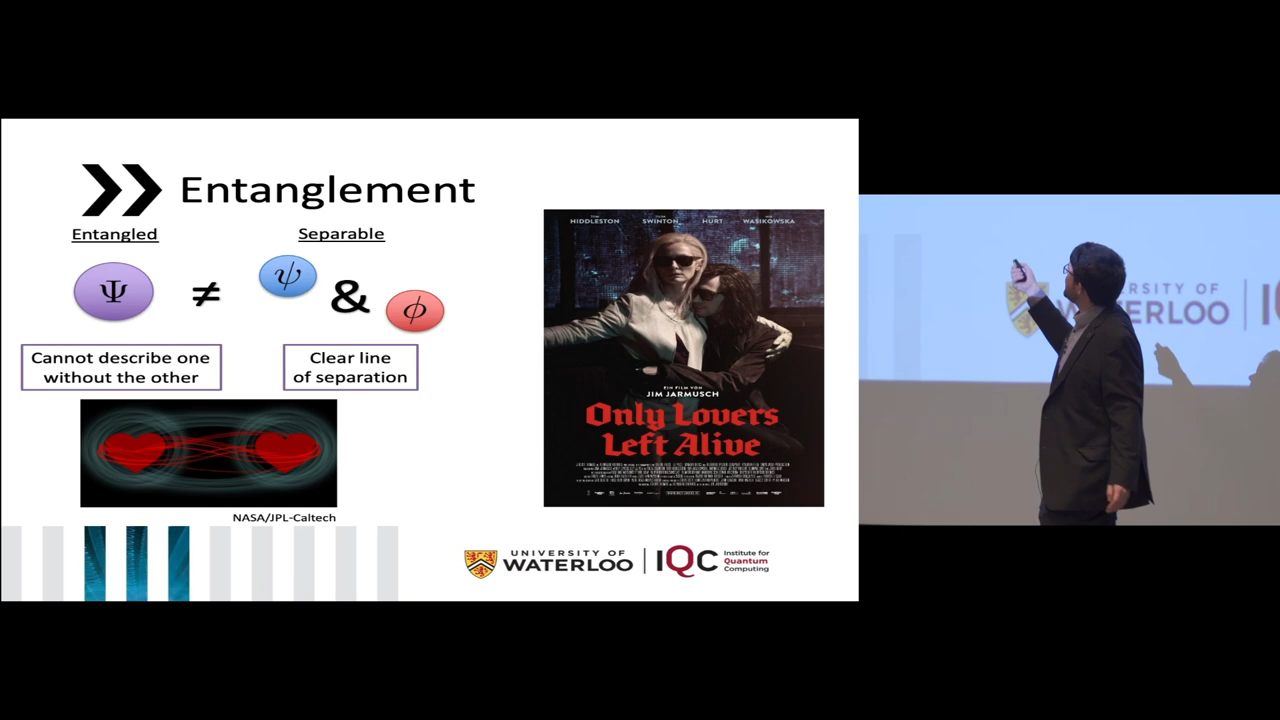 Entanglement
Entangled
Separable
Ψ
≠
ψ
&
ϕ
Cannot describe one
without the other
Clear line
of separation
NASA/JPL-Caltech
HIDDLESTON
SWINTON
HURT
WASIKOWSKA
EIN FILM VON
JIM JARMUSCH
Only Lovers
Left Alive
UNIVERSITY OF
WATERLOO
IQC
Institute for
Quantum
Computing
RSITY OF
ERLOO